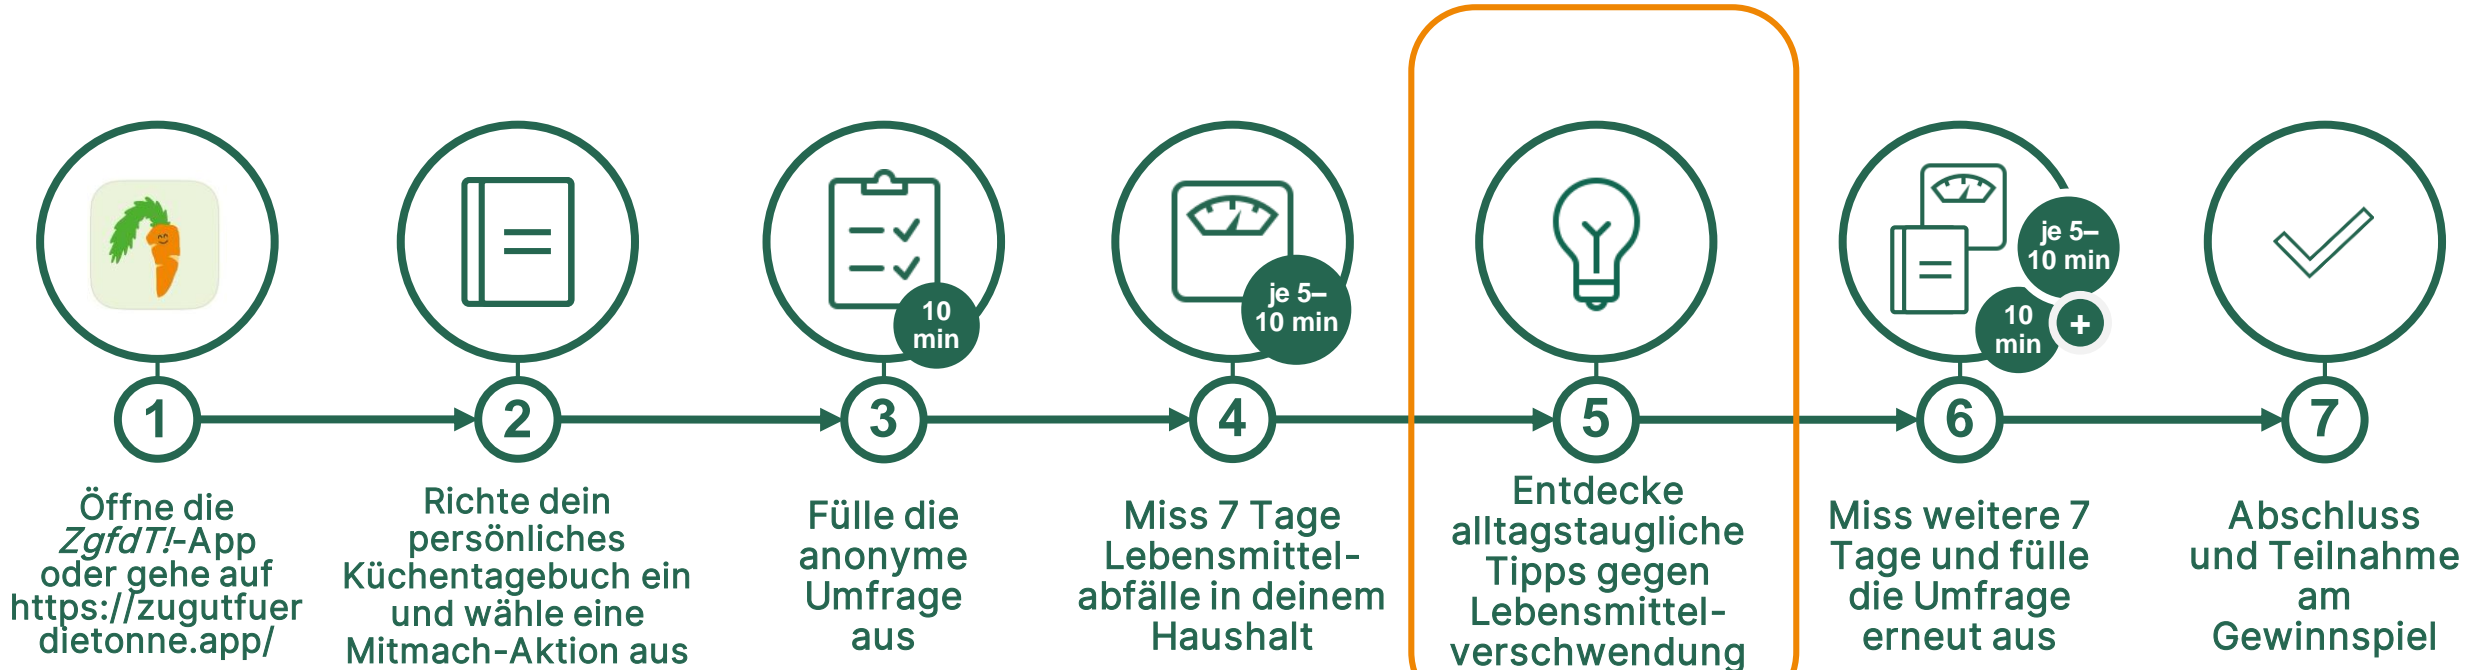 10
min
je 5–
10 min
je 5–
10 min
10
min
+
1
2
3
4
5
6
7
Öffne die
ZgfdT!-App
oder gehe auf
https://zugutfuer
dietonne.app/
Richte dein
persönliches
Küchentagebuch ein
und wähle eine
Mitmach-Aktion aus
Fülle die
anonyme
Umfrage
aus
Miss 7 Tage
Lebensmittel-
abfälle in deinem
Haushalt
Entdecke
alltagstaugliche
Tipps gegen
Lebensmittel-
verschwendung
Miss weitere 7
Tage und fülle
die Umfrage
erneut aus
Abschluss
und Teilnahme
am
Gewinnspiel